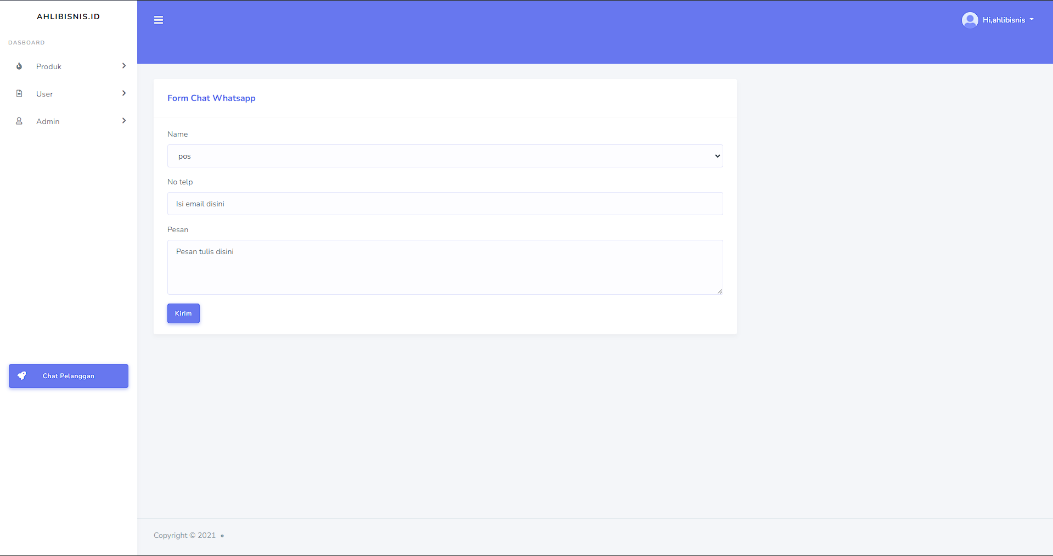 AHLIBISNIS.ID
DASBOARD
Produk
User
Admin
Chat Pelanggan
Hi,ahlibisnis
Form Chat Whatsapp
Name
pos
No telp
Isi email disini
Pesan
Pesan tulis disini
Kirim
Copyright © 2021 •